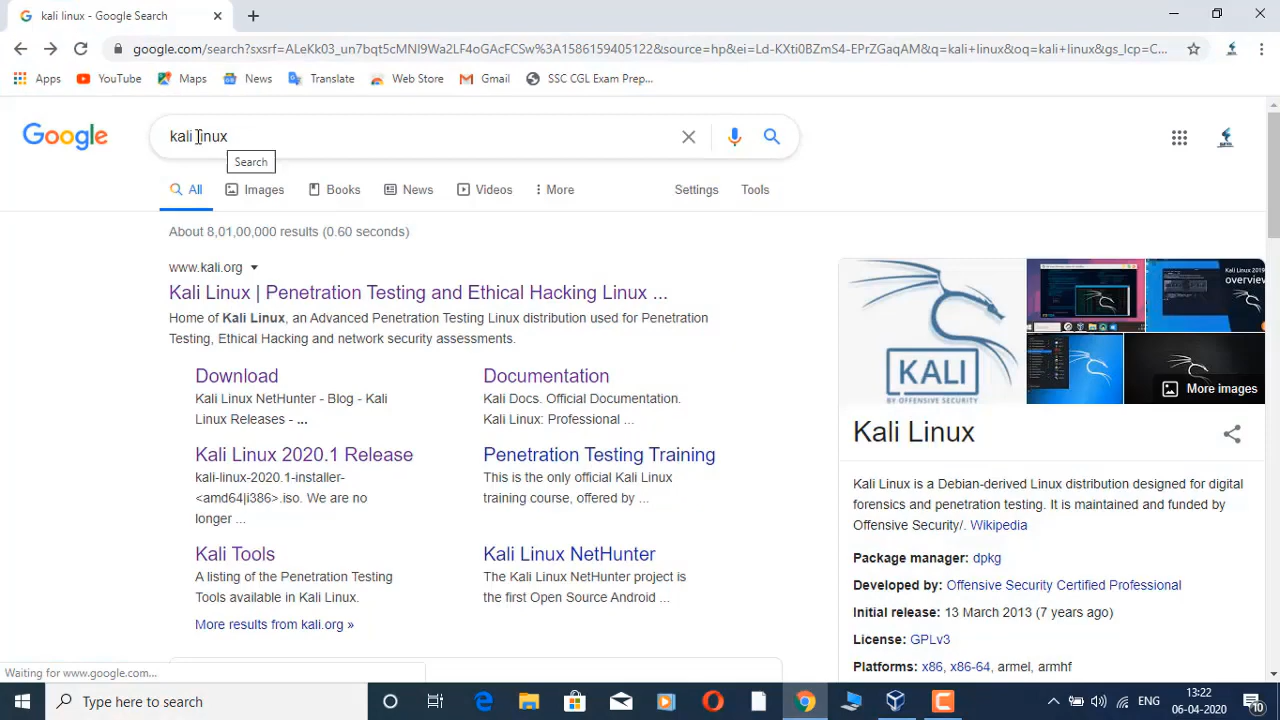 kali linux - Google Search
google.com/search?sxsrf=ALeKk03_un7bqt5cMNI9Wa2LF4oGAcFCSw%3A1586159405122&source=hp&ei=Ld-KXti0BZmS4-EPrZGaqAM&q=kali+linux&oq=kali+linux&gs_lcp=C...
Apps YouTube Maps News Translate Web Store Gmail SSC CGL Exam Prep...
Google
kali linux
Search
All Images Books News Videos More Settings Tools
About 8,01,00,000 results (0.60 seconds)
www.kali.org
Kali Linux | Penetration Testing and Ethical Hacking Linux ...
Home of Kali Linux, an Advanced Penetration Testing Linux distribution used for Penetration
Testing, Ethical Hacking and network security assessments.
Download
Kali Linux NetHunter - Blog - Kali
Linux Releases - ...
Documentation
Kali Docs. Official Documentation.
Kali Linux: Professional ...
Kali Linux 2020.1 Release
kali-linux-2020.1-installer-
<amd64|i386>.iso. We are no
longer ...
Penetration Testing Training
This is the only official Kali Linux
training course, offered by ...
Kali Tools
A listing of the Penetration Testing
Tools available in Kali Linux.
Kali Linux NetHunter
The Kali Linux NetHunter project is
the first Open Source Android ...
More results from kali.org »
KALI
BY OFFENSIVE SECURITY
Kali Linux 2019
overview
More images
Kali Linux
Kali Linux is a Debian-derived Linux distribution designed for digital
forensics and penetration testing. It is maintained and funded by
Offensive Security/. Wikipedia
Package manager: dpkg
Developed by: Offensive Security Certified Professional
Initial release: 13 March 2013 (7 years ago)
License: GPLv3
Platforms: x86, x86-64, armel, armhf
Waiting for www.google.com...
Type here to search
ENG
13:22
06-04-2020
10